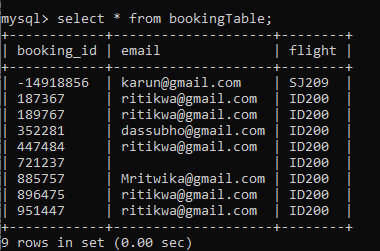 mysql> select * from bookingTable;
+------------+--------------------+--------+
| booking_id | email | flight |
+------------+--------------------+--------+
| -14918856 | karun@gmail.com | SJ209 |
| 187367 | ritikwa@gmail.com | ID200 |
| 189767 | ritikwa@gmail.com | ID200 |
| 352281 | dassubho@gmail.com | ID200 |
| 447484 | ritikwa@gmail.com | ID200 |
| 721237 | | ID200 |
| 885757 | Mritwika@gmail.com | ID200 |
| 896475 | ritikwa@gmail.com | ID200 |
| 951447 | ritikwa@gmail.com | ID200 |
+------------+--------------------+--------+
9 rows in set (0.00 sec)